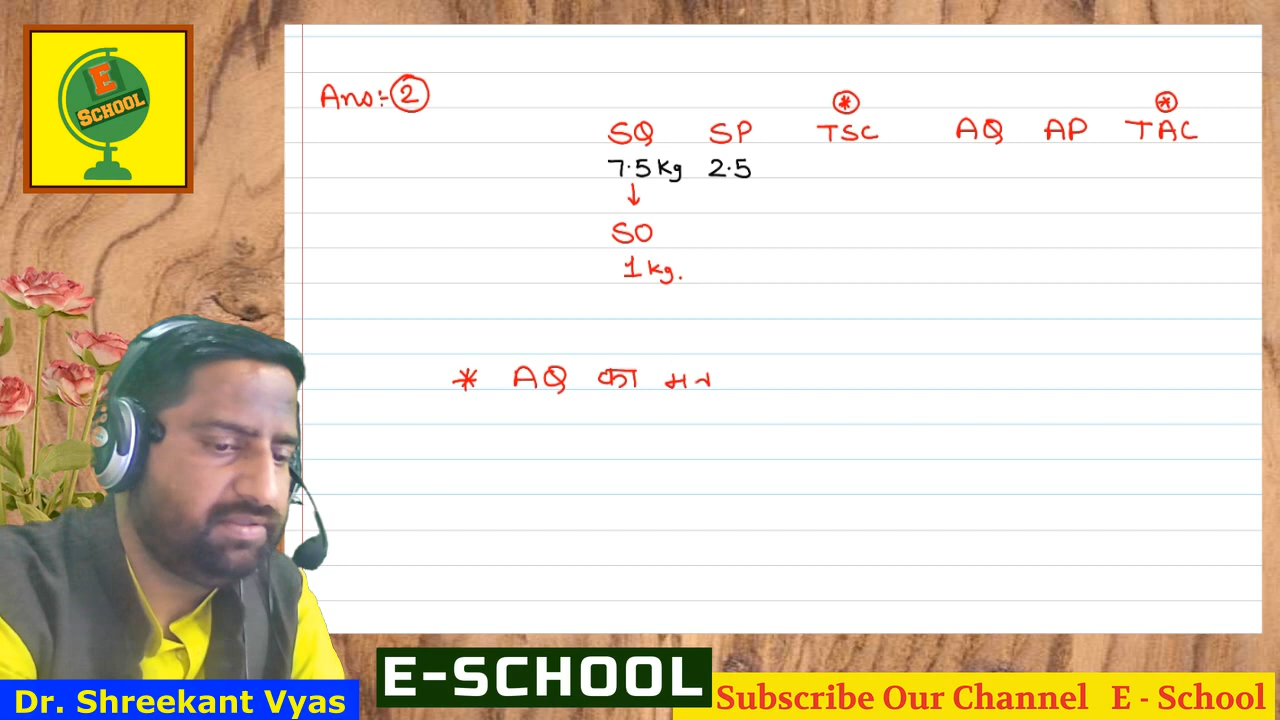 E
SCHOOL
Ans:- 2
* *
SQ SP TSC AQ AP TAC
7.5 kg 2.5
↓
SO
1 kg.
* AQ का
E-SCHOOL
Dr. Shreekant Vyas
Subscribe Our Channel E - School